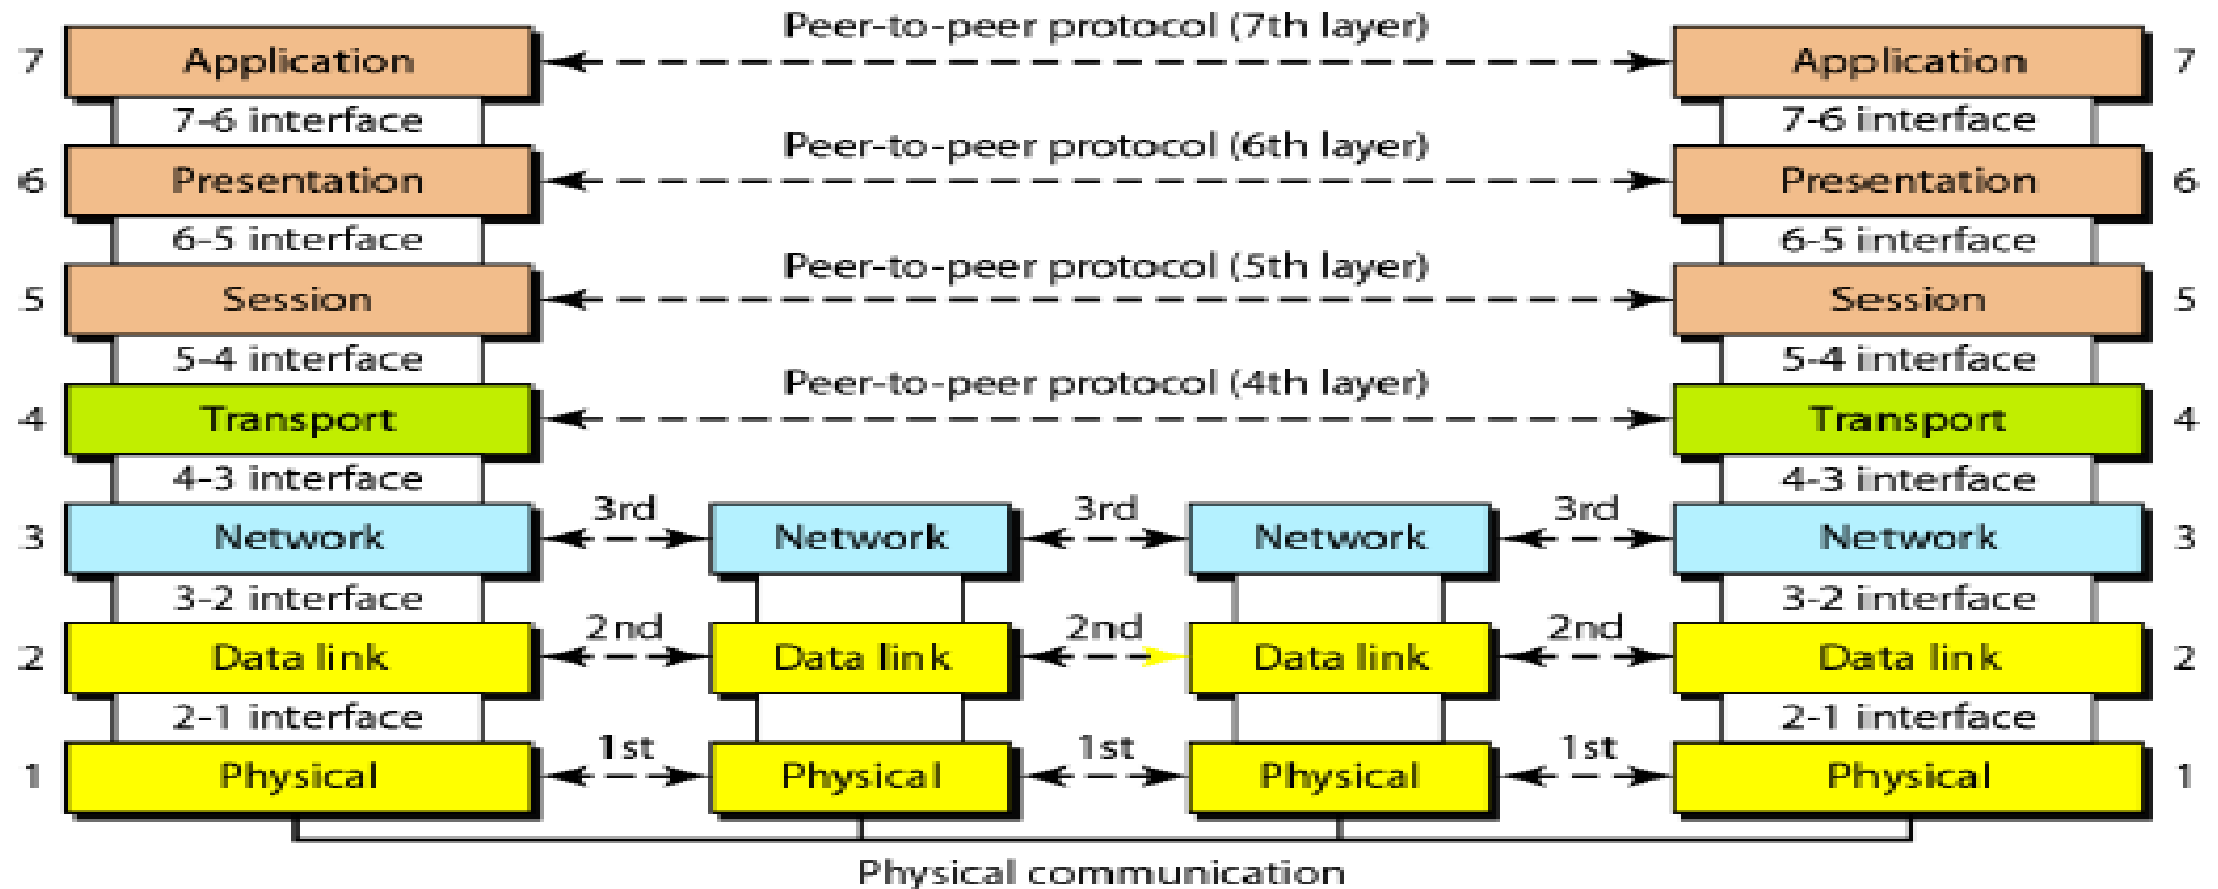 Peer-to-peer protocol (7th layer)
7 Application Application 7
7-6 interface 7-6 interface
Peer-to-peer protocol (6th layer)
6 Presentation Presentation 6
6-5 interface 6-5 interface
Peer-to-peer protocol (5th layer)
5 Session Session 5
5-4 interface 5-4 interface
Peer-to-peer protocol (4th layer)
4 Transport Transport 4
4-3 interface 4-3 interface
3rd 3rd 3rd
3 Network Network Network Network 3
3-2 interface 3-2 interface
2nd 2nd 2nd
2 Data link Data link Data link Data link 2
2-1 interface 2-1 interface
1st 1st 1st
1 Physical Physical Physical Physical 1
Physical communication